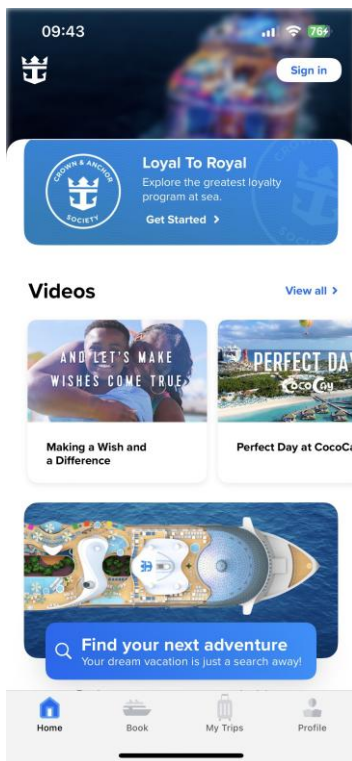 09:43
76
Sign in
CROWN & ANCHOR
SOCIETY
Loyal To Royal
Explore the greatest loyalty
program at sea.
Get Started >
Videos
View all >
AND LET'S MAKE
WISHES COME TRUE
PERFECT DAY
CocoCay
Making a Wish and
a Difference
Perfect Day at CocoCa
Find your next adventure
Your dream vacation is just a search away!
Home
Book
My Trips
Profile